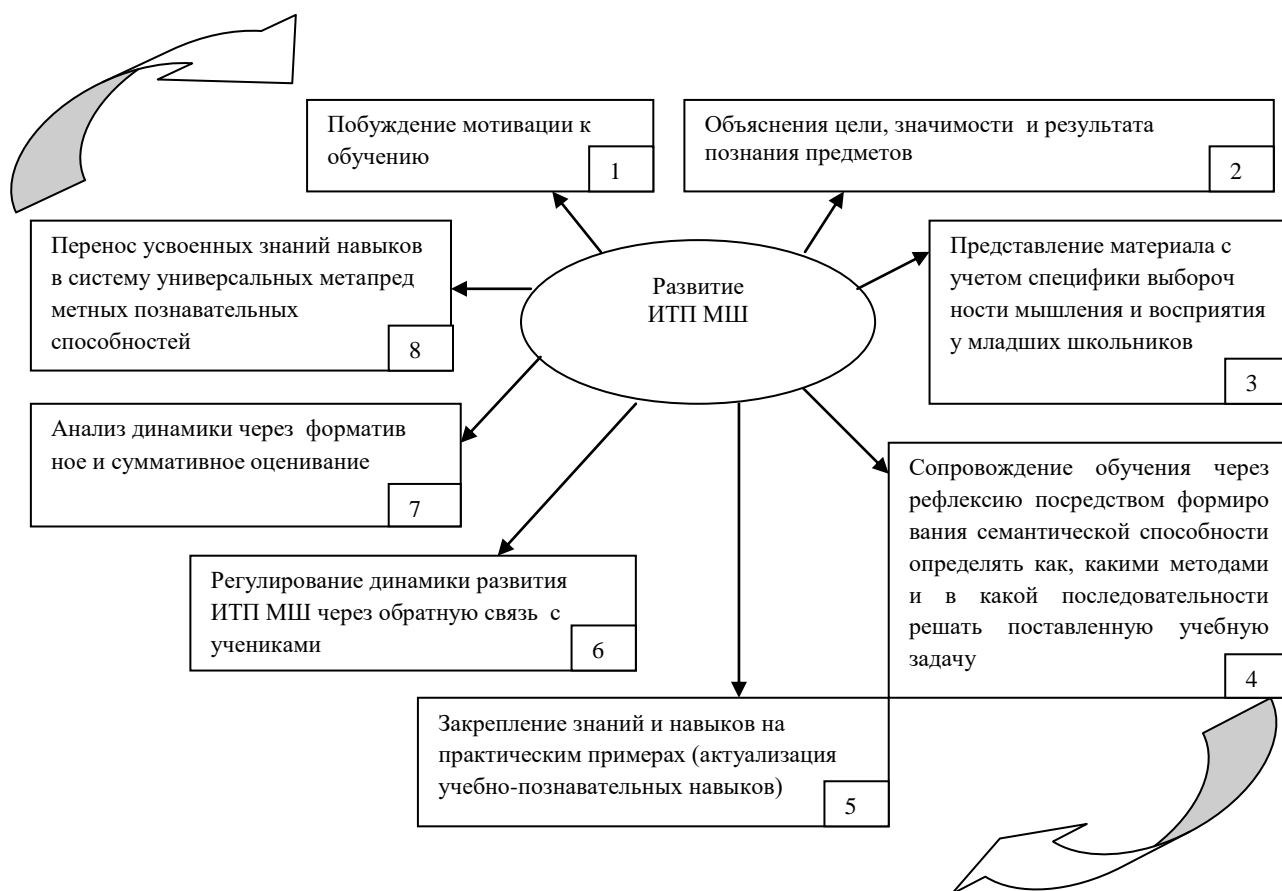 Побуждение мотивации к
обучению
1
Объяснения цели, значимости и результата
познания предметов
2
Перенос усвоенных знаний навыков
в систему универсальных метапред
метных познавательных
способностей
8
Развитие
ИТП МШ
Представление материала с
учетом специфики выбороч
ности мышления и восприятия
у младших школьников
3
Анализ динамики через форматив
ное и суммативное оценивание
7
Сопровождение обучения через
рефлексию посредством формиро
вания семантической способности
определять как, какими методами
и в какой последовательности
решать поставленную учебную
задачу
4
Регулирование динамики развития
ИТП МШ через обратную связь с
учениками
6
Закрепление знаний и навыков на
практическим примерах (актуализация
учебно-познавательных навыков)
5